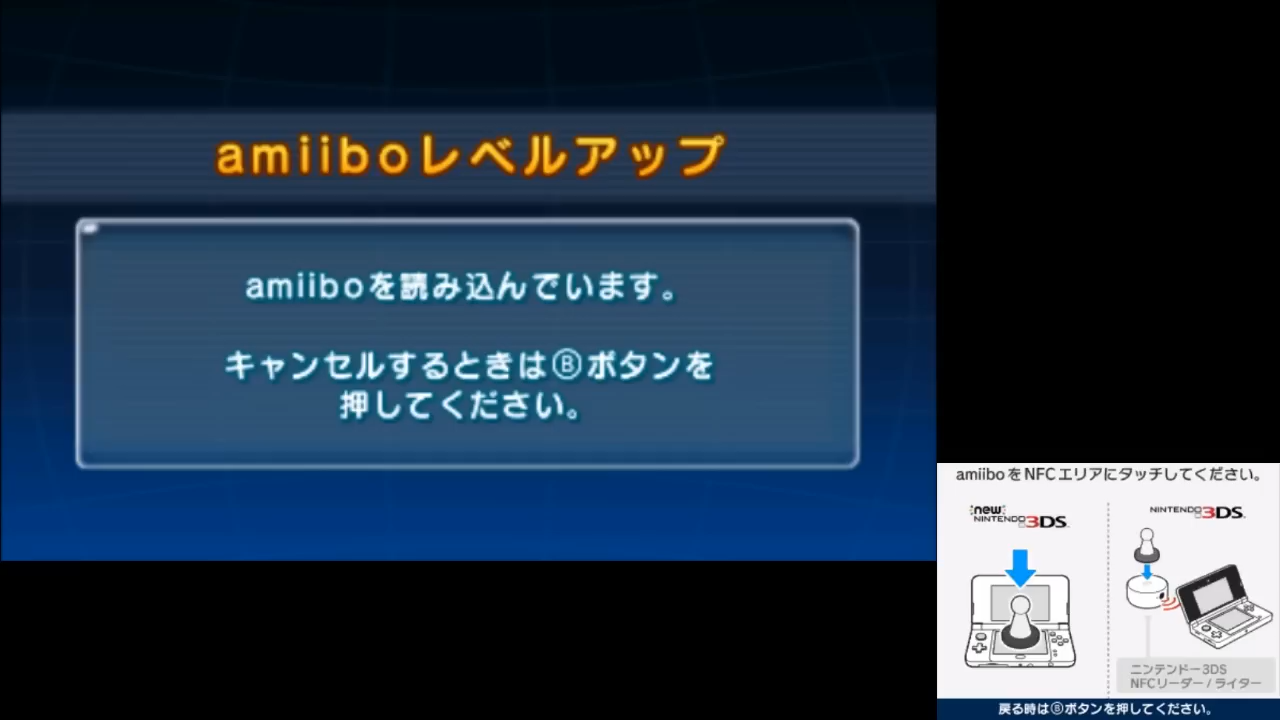 amiiboレベルアップ
amiiboを読み込んでいます。
キャンセルするときはⒷボタンを
押してください。
amiiboをNFCエリアにタッチしてください。
new
NINTENDO3DS
NINTENDO3DS
ニンテンドー3DS
NFCリーダー / ライター
戻る時はⒷボタンを押してください。